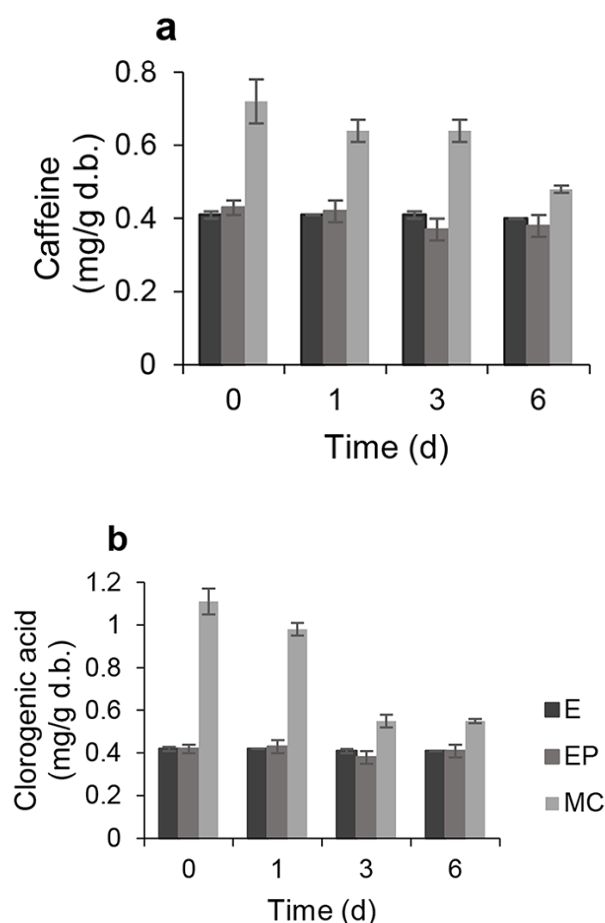 a
0.8
0.6
0.4
0.2
0
Caffeine
(mg/g d.b.)
0 1 3 6
Time (d)
b
1.2
1
0.8
0.6
0.4
0.2
0
Clorogenic acid
(mg/g d.b.)
0 1 3 6
Time (d)
E
EP
MC